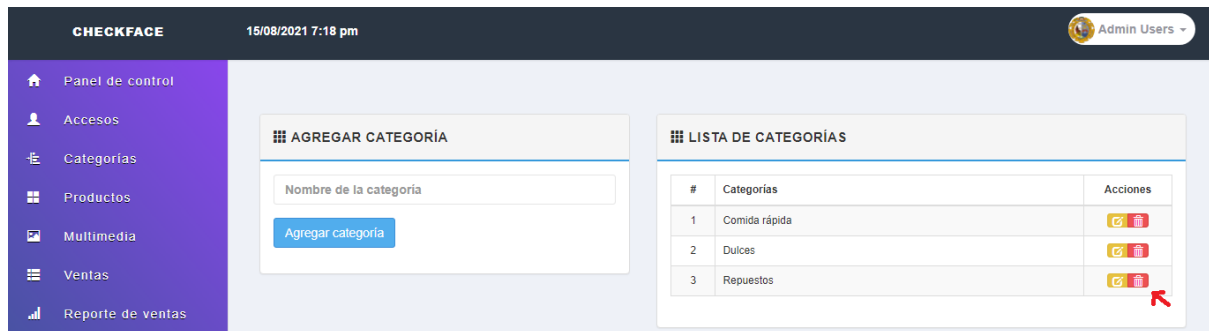 CHECKFACE
15/08/2021 7:18 pm
Admin Users
Panel de control
Accesos
Categorías
Productos
Multimedia
Ventas
Reporte de ventas
AGREGAR CATEGORÍA
Nombre de la categoría
Agregar categoría
LISTA DE CATEGORÍAS
# Categorías Acciones
1 Comida rápida
2 Dulces
3 Repuestos